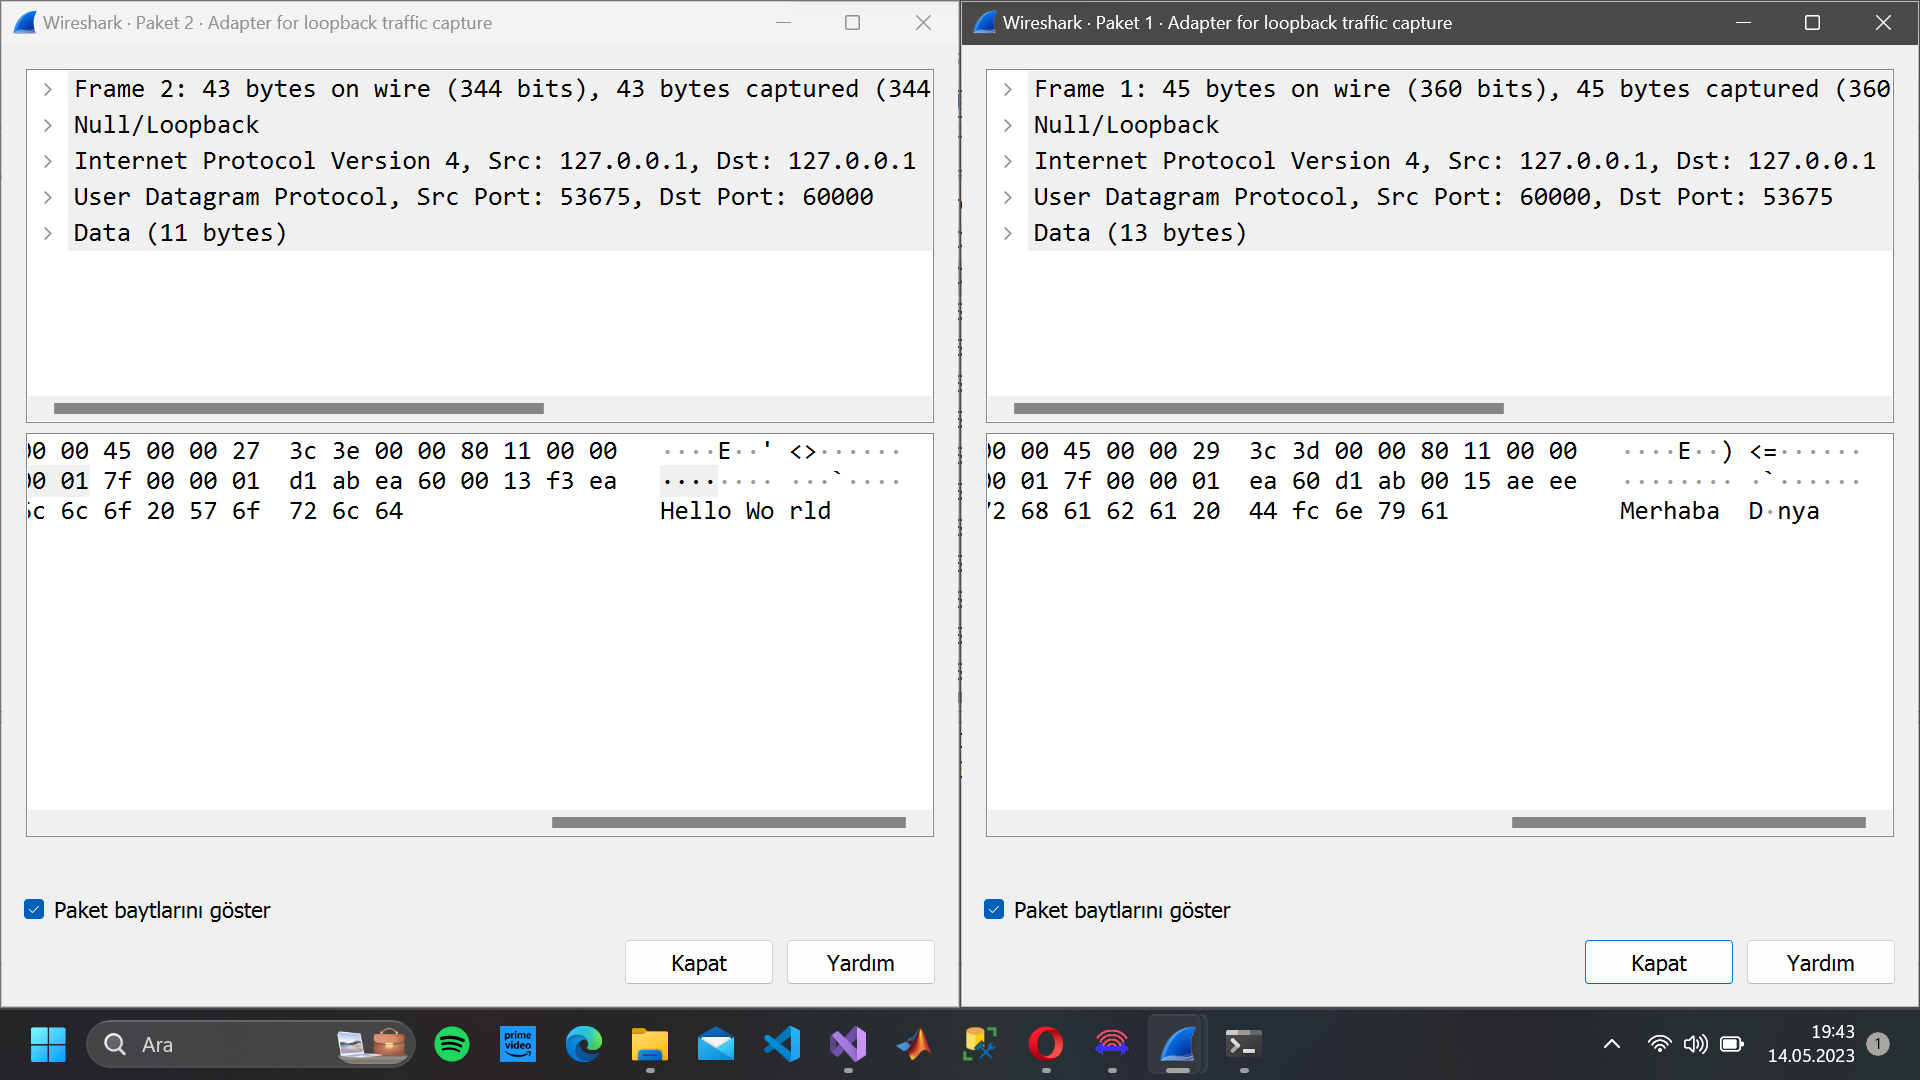 Wireshark · Paket 2 · Adapter for loopback traffic capture
Frame 2: 43 bytes on wire (344 bits), 43 bytes captured (344
Null/Loopback
Internet Protocol Version 4, Src: 127.0.0.1, Dst: 127.0.0.1
User Datagram Protocol, Src Port: 53675, Dst Port: 60000
Data (11 bytes)
00 00 45 00 00 27 3c 3e 00 00 80 11 00 00 ····E··' <>······
00 01 7f 00 00 01 d1 ab ea 60 00 13 f3 ea ········ ···`····
6c 6c 6f 20 57 6f 72 6c 64 Hello Wo rld
Paket baytlarını göster
Kapat
Yardım
Wireshark · Paket 1 · Adapter for loopback traffic capture
Frame 1: 45 bytes on wire (360 bits), 45 bytes captured (360
Null/Loopback
Internet Protocol Version 4, Src: 127.0.0.1, Dst: 127.0.0.1
User Datagram Protocol, Src Port: 60000, Dst Port: 53675
Data (13 bytes)
00 00 45 00 00 29 3c 3d 00 00 80 11 00 00 ····E··) <=······
00 01 7f 00 00 01 ea 60 d1 ab 00 15 ae ee ········ ·`······
72 68 61 62 61 20 44 fc 6e 79 61 Merhaba D·nya
Paket baytlarını göster
Kapat
Yardım
Ara
prime video
19:43
14.05.2023
1